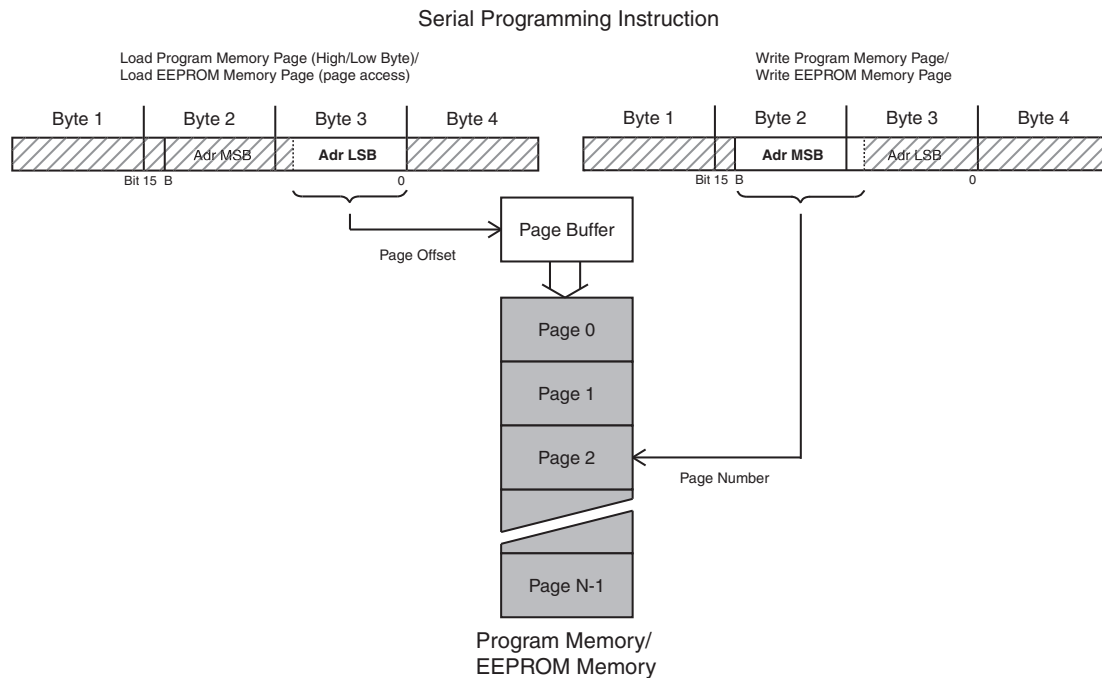 Serial Programming Instruction
Load Program Memory Page (High/Low Byte)/
Load EEPROM Memory Page (page access)
Write Program Memory Page/
Write EEPROM Memory Page
Byte 1 Byte 2 Byte 3 Byte 4
Byte 1 Byte 2 Byte 3 Byte 4
Adr MSB Adr LSB
Adr MSB Adr LSB
Bit 15 B 0
Bit 15 B 0
Page Buffer
Page Offset
Page 0
Page 1
Page 2
Page Number
Page N-1
Program Memory/
EEPROM Memory